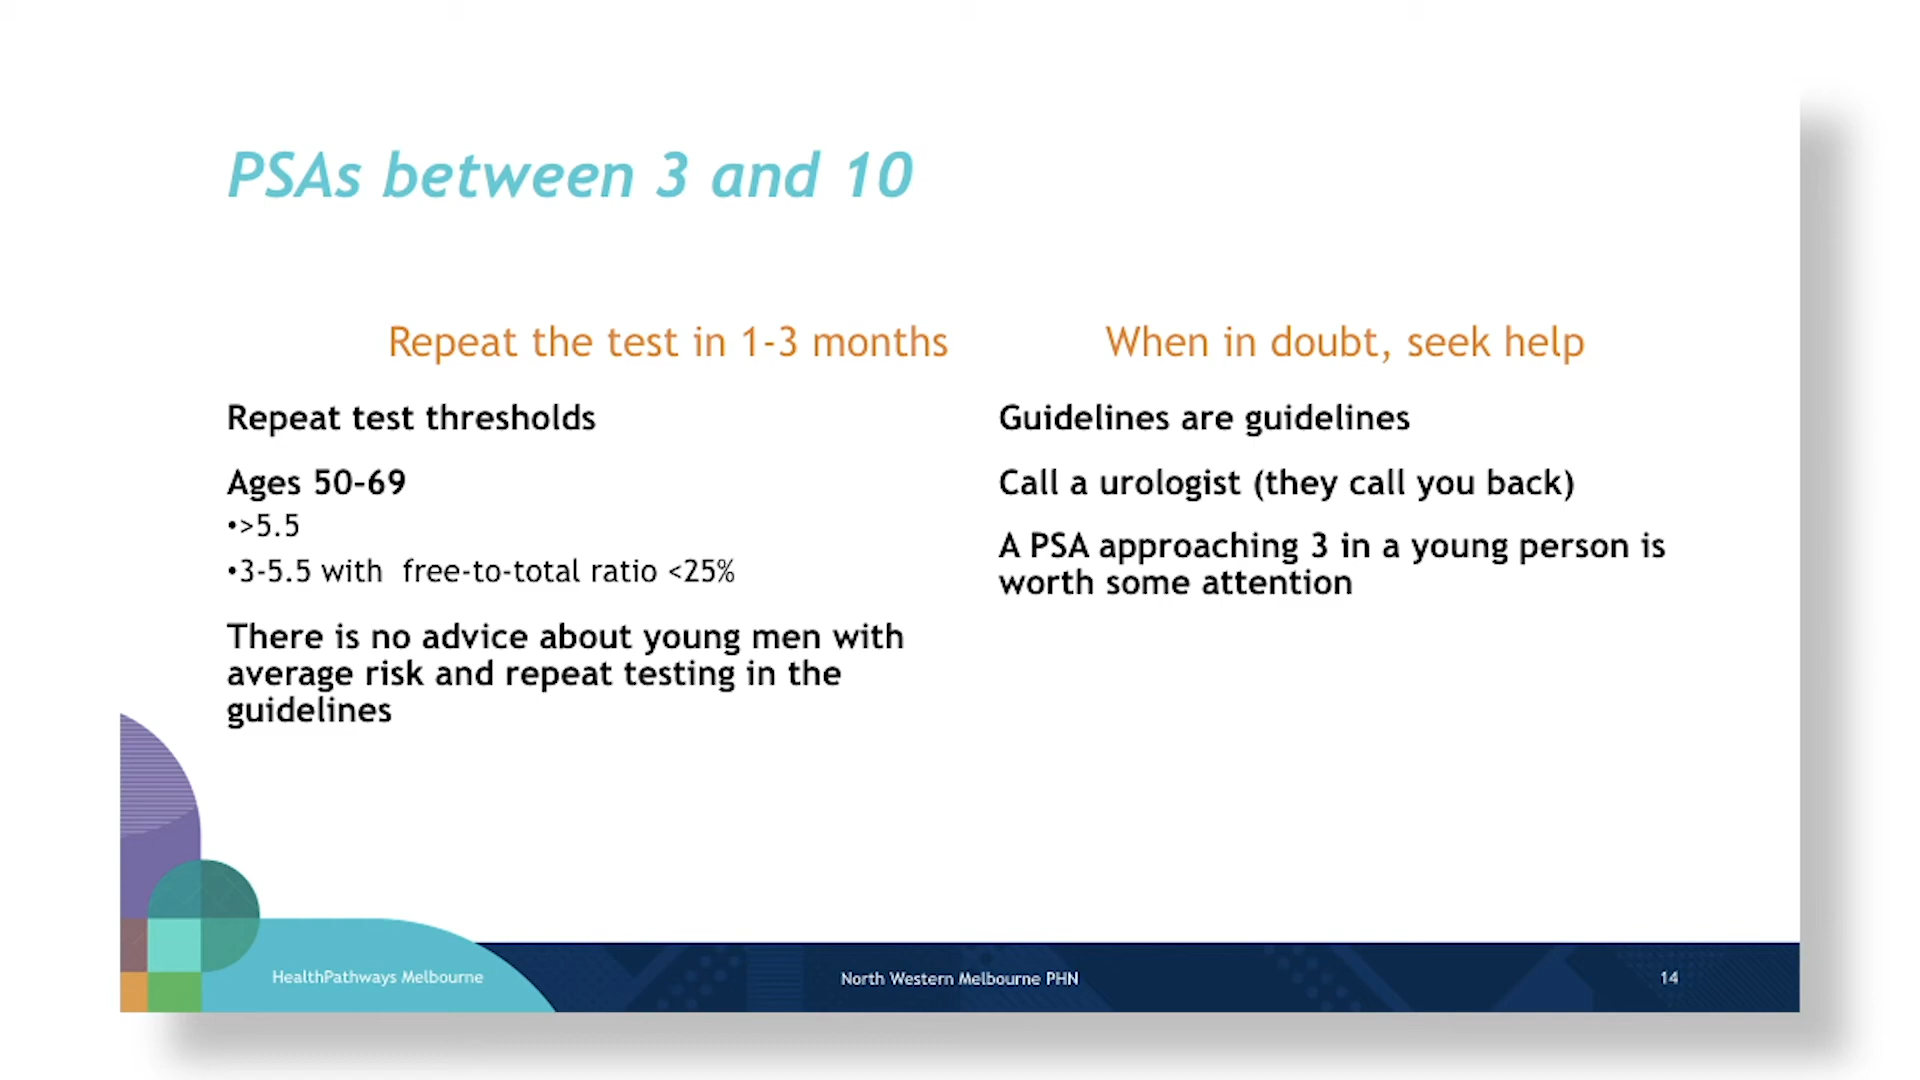 PSAs between 3 and 10
Repeat the test in 1-3 months
Repeat test thresholds
Ages 50-69
•>5.5
•3-5.5 with  free-to-total ratio <25%
There is no advice about young men with
average risk and repeat testing in the
guidelines
When in doubt, seek help
Guidelines are guidelines
Call a urologist (they call you back)
A PSA approaching 3 in a young person is
worth some attention
HealthPathways Melbourne
North Western Melbourne PHN
14